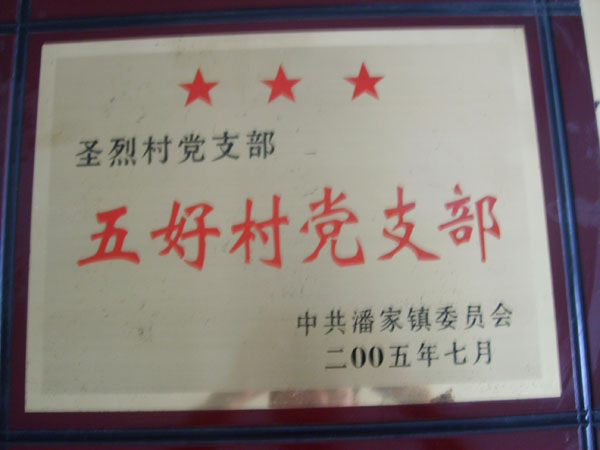 圣烈村党支部
五好村党支部
中共潘家镇委员会
二00五年七月